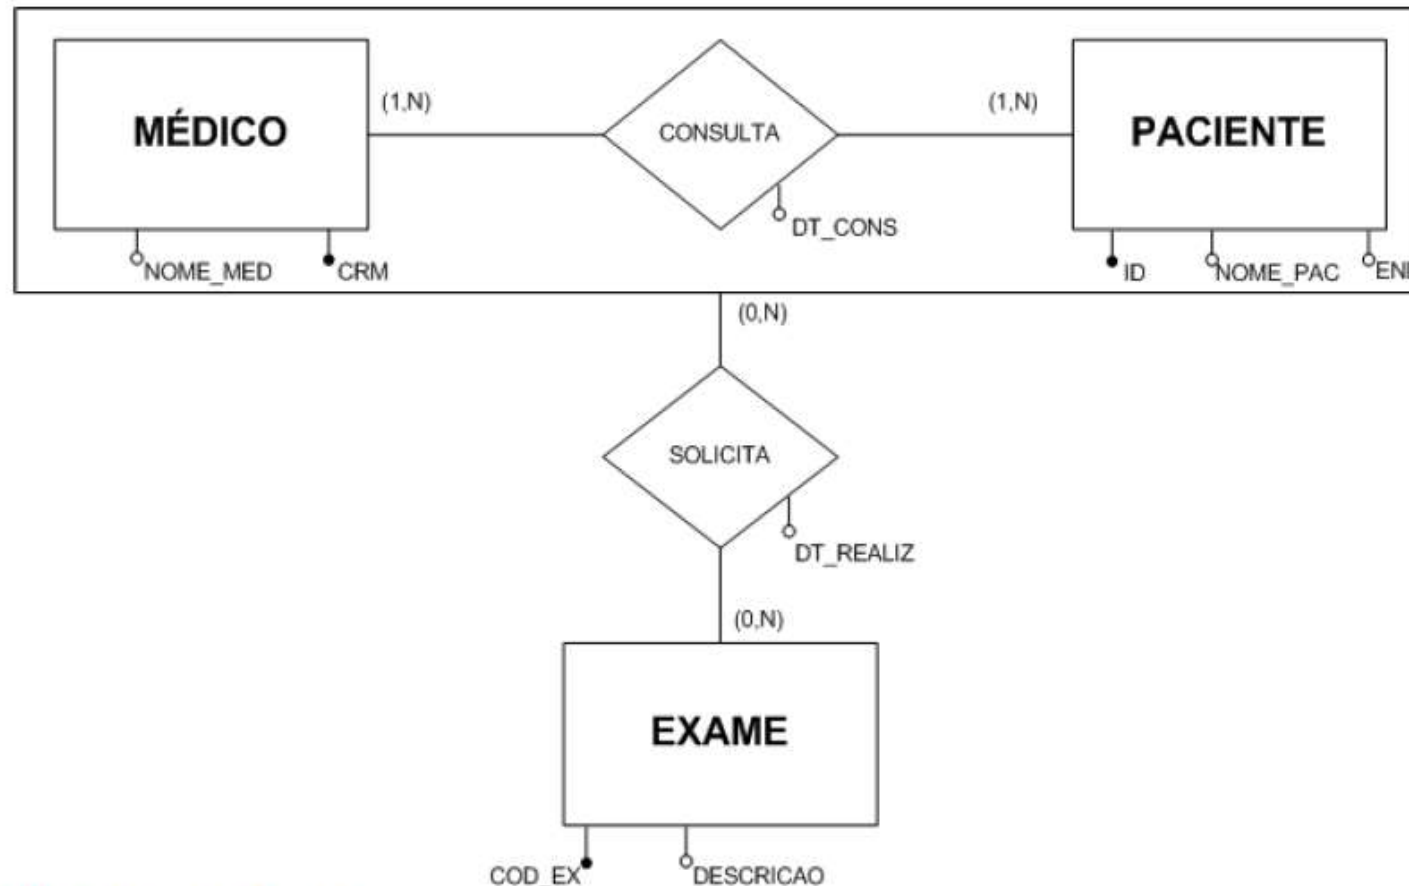 (1,N)
(1,N)
MÉDICO
CONSULTA
PACIENTE
DT_CONS
NOME_MED
CRM
ID
NOME_PAC
(0,N)
SOLICITA
DT_REALIZ
(0,N)
EXAME
COD_EX
DESCRICAO